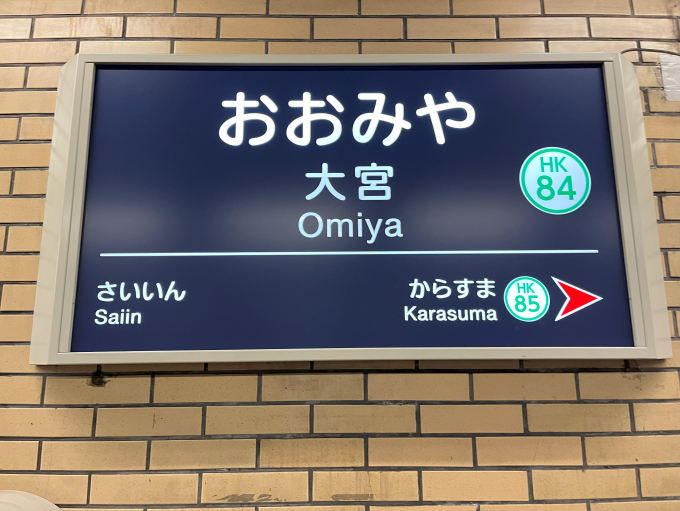 おおみや
大宮
Omiya
HK
84
さいいん
Saiin
からすま
Karasuma
HK
85